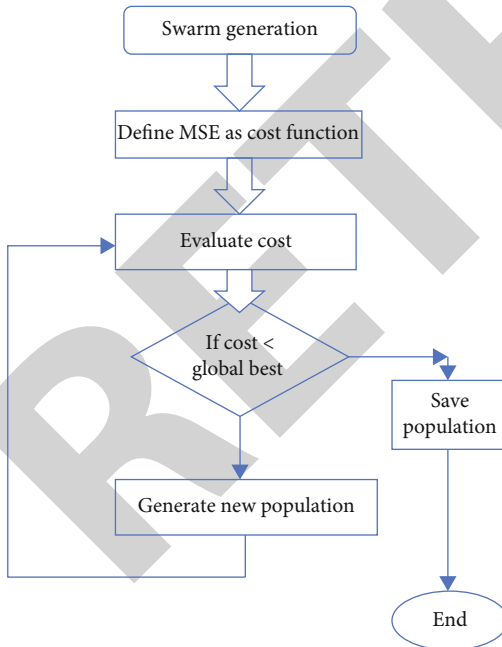 Swarm generation
Define MSE as cost function
Evaluate cost
If cost <
global best
Save
population
Generate new population
End
RETR